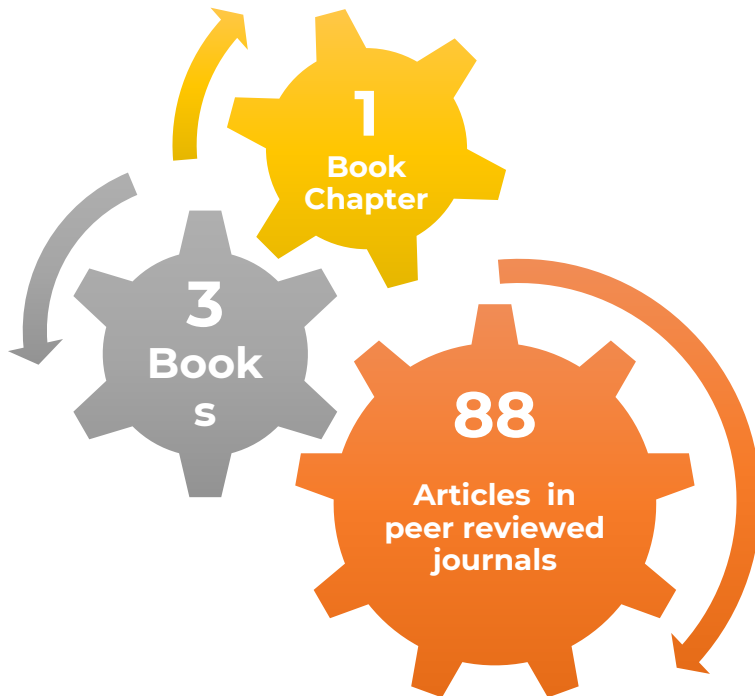 1
Book
Chapter
3
Book
s
88
Articles in
peer reviewed
journals